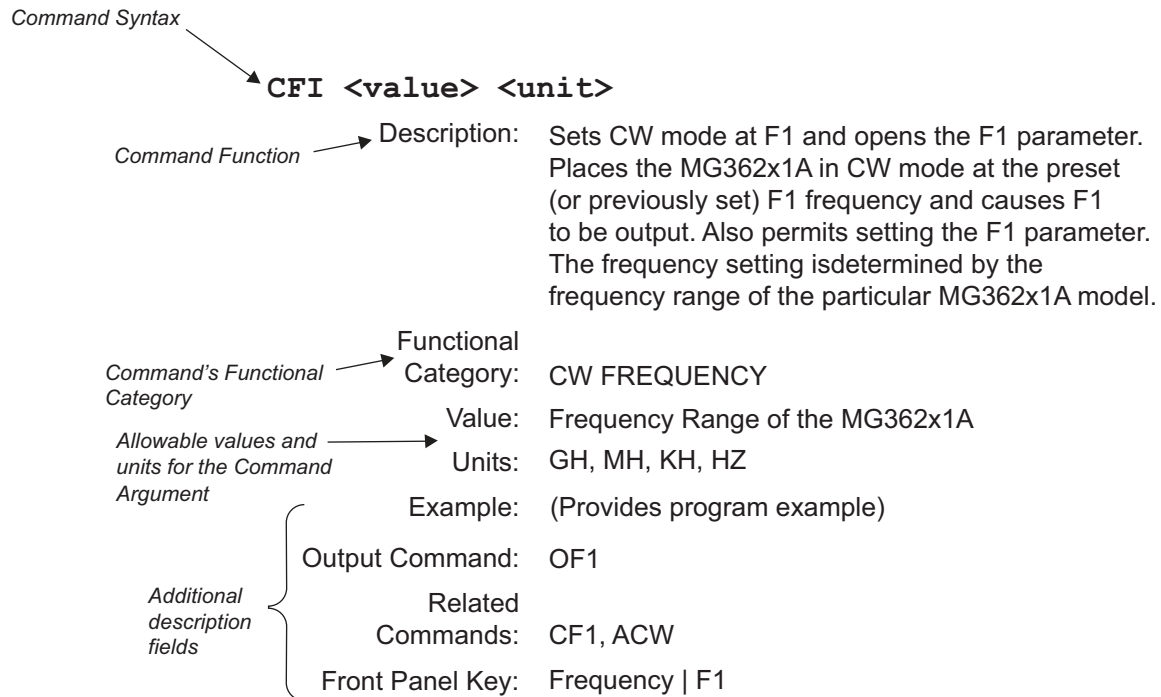 Command Syntax
CFI <value> <unit>
Command Function
Description: Sets CW mode at F1 and opens the F1 parameter.
Places the MG362x1A in CW mode at the preset
(or previously set) F1 frequency and causes F1
to be output. Also permits setting the F1 parameter.
The frequency setting isdetermined by the
frequency range of the particular MG362x1A model.
Command's Functional
Category
Functional
Category: CW FREQUENCY
Value: Frequency Range of the MG362x1A
Allowable values and
units for the Command
Argument
Units: GH, MH, KH, HZ
Example: (Provides program example)
Output Command: OF1
Additional
description
fields
Related
Commands: CF1, ACW
Front Panel Key: Frequency | F1